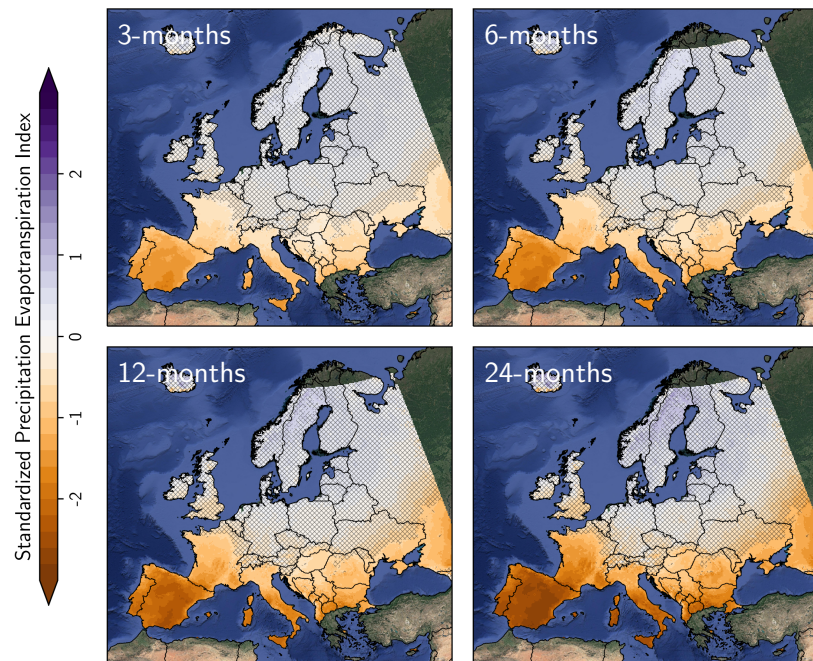 3-months
6-months
12-months
24-months
Standardized Precipitation Evapotranspiration Index
2
1
0
-1
-2